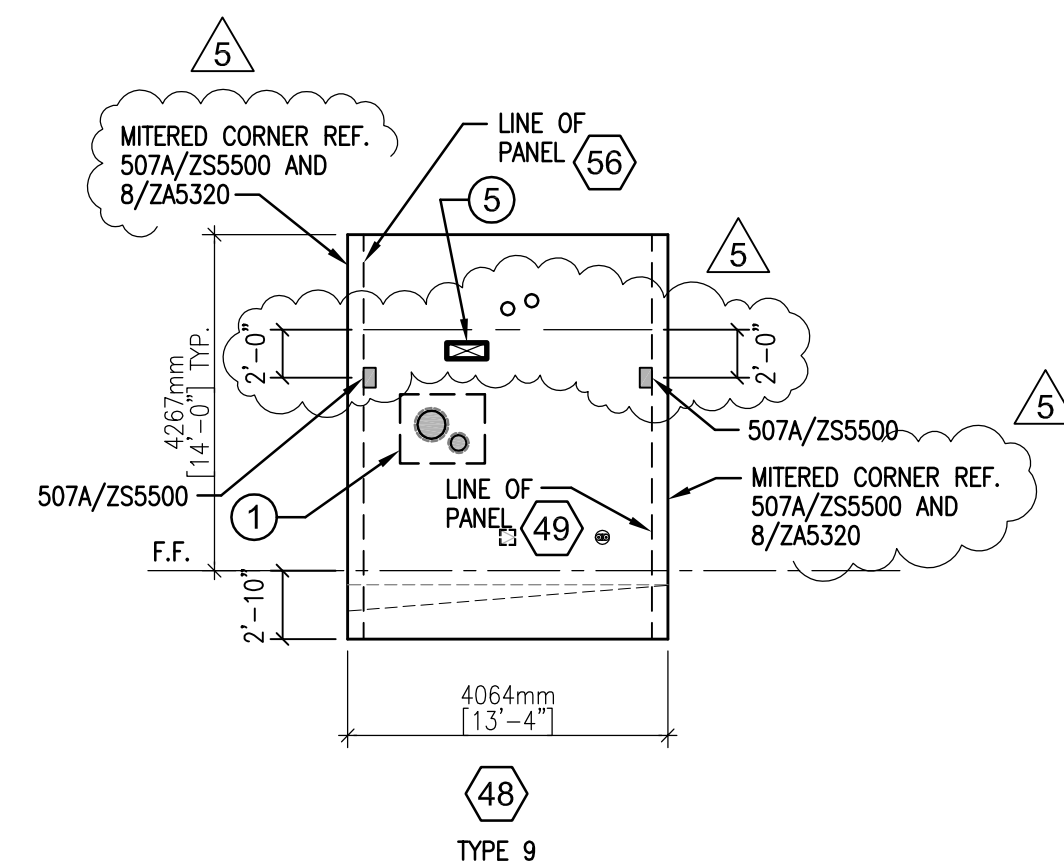 5
MITERED CORNER REF.
507A/ZS5500 AND
8/ZA5320
LINE OF
PANEL
56
5
5
2'-0"
4267mm
[14'-0"] TYP.
2'-0"
5
507A/ZS5500
507A/ZS5500
1
LINE OF
PANEL
49
MITERED CORNER REF.
507A/ZS5500 AND
8/ZA5320
F.F.
2'-10"
4064mm
[13'-4"]
48
TYPE 9